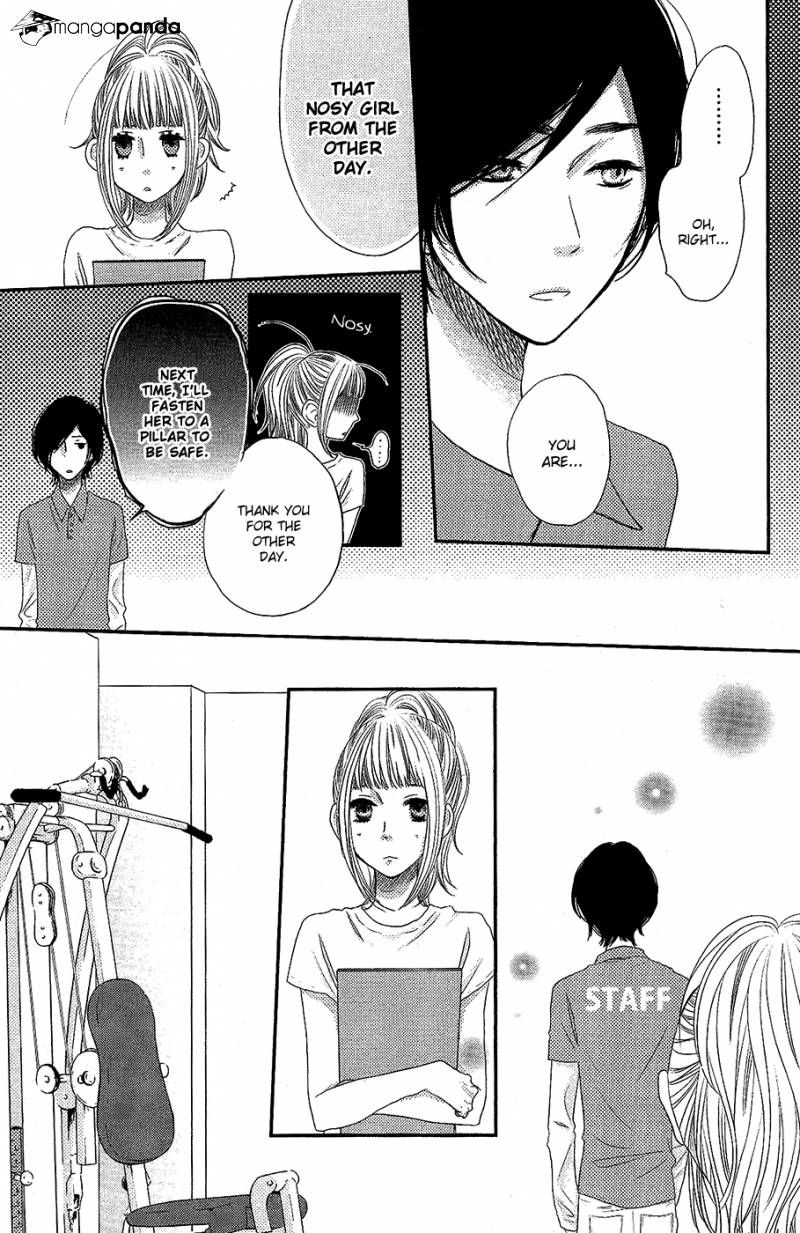 mangapanda
........
OH,
RIGHT...
YOU
ARE...
THAT
NOSY GIRL
FROM THE
OTHER
DAY.
Nosy.
...
THANK YOU
FOR THE
OTHER
DAY.
NEXT
TIME, I'LL
FASTEN
HER TO A
PILLAR TO
BE SAFE.
STAFF